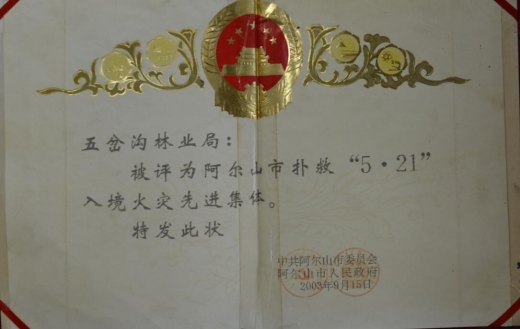 五岔沟林业局：
被评为阿尔山市扑救“5·21”
入境火灾先进集体。
特发此状
中共阿尔山市委员会
阿尔山市人民政府
2003年9月15日